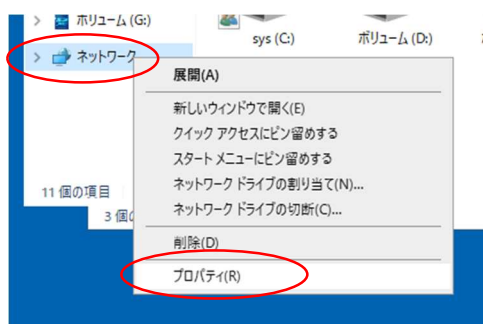 ボリューム (G:)
sys (C:)
ボリューム (D:)
ネットワーク
展開(A)
新しいウィンドウで開く(E)
クイック アクセスにピン留めする
スタート メニューにピン留めする
ネットワーク ドライブの割り当て(N)...
ネットワーク ドライブの切断(C)...
11 個の項目
3 個の
削除(D)
プロパティ(R)